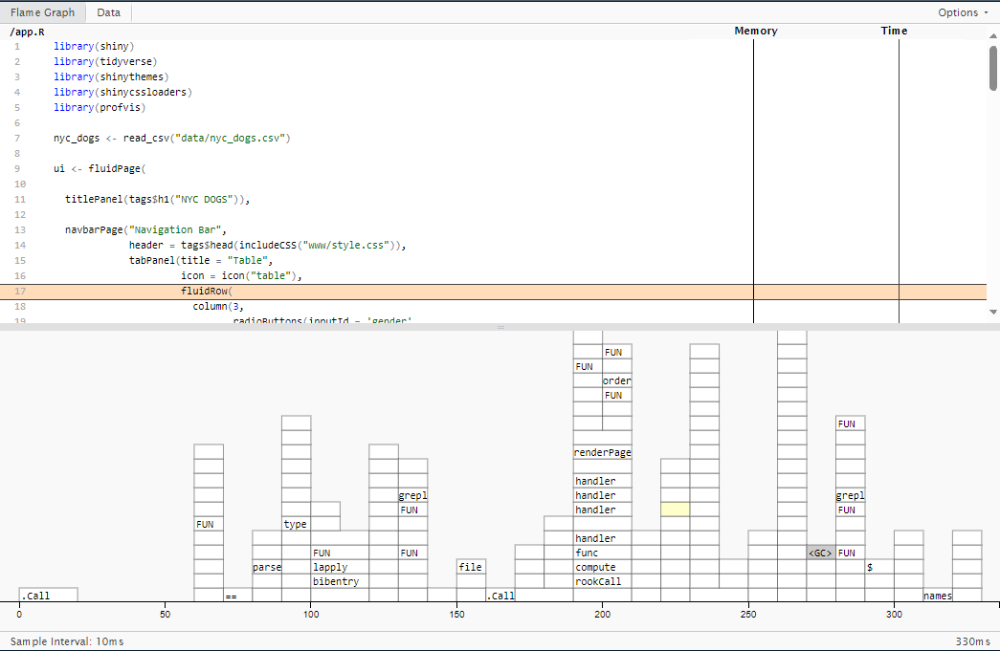 Flame Graph Data Options
/app.R Memory Time
1 library(shiny)
2 library(tidyverse)
3 library(shinythemes)
4 library(shinycssloaders)
5 library(profvis)
6
7 nyc_dogs <- read_csv("data/nyc_dogs.csv")
8
9 ui <- fluidPage(
10
11 titlePanel(tags$h1("NYC DOGS")),
12
13 navbarPage("Navigation Bar",
14 header = tags$head(includeCSS("www/style.css")),
15 tabPanel(title = "Table",
16 icon = icon("table"),
17 fluidRow(
18 column(3,
19 radioButtons(inputId = 'gender'
FUN
FUN
order
FUN
FUN
renderPage
handler
grepl handler grepl
FUN handler FUN
FUN type
handler
FUN FUN func <GC> FUN
parse lapply file compute $
bibentry rookCall
.Call == .Call names
0 50 100 150 200 250 300
Sample Interval: 10ms 330ms